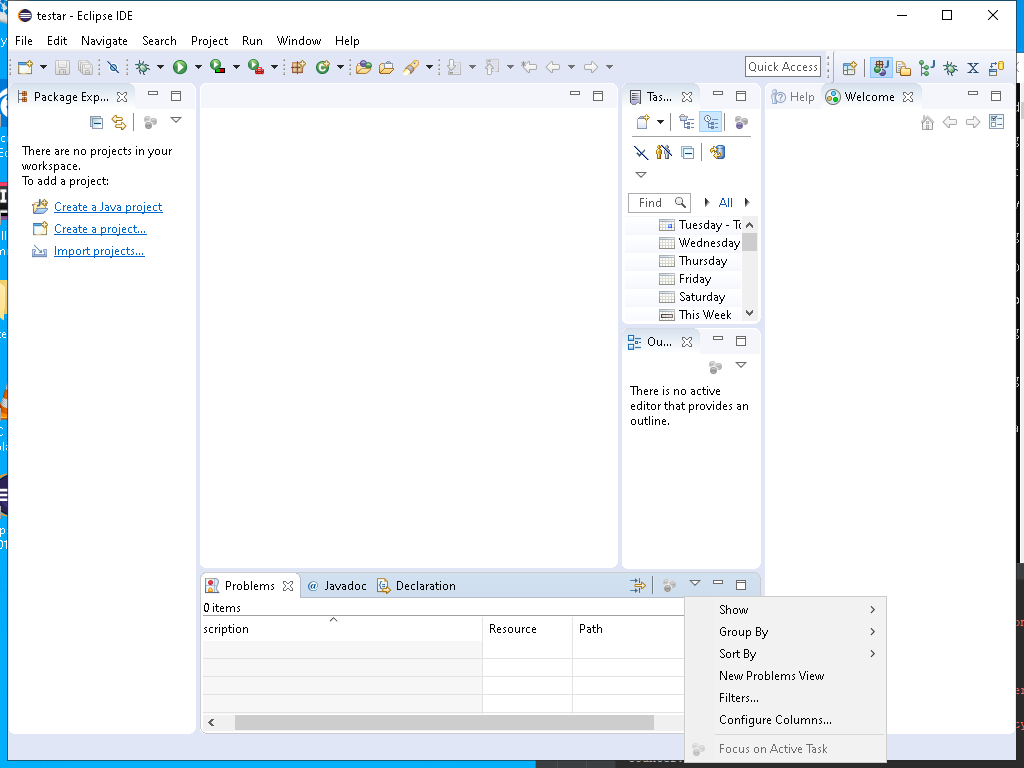 testar - Eclipse IDE
File Edit Navigate Search Project Run Window Help
Quick Access
Package Exp...
There are no projects in your
workspace.
To add a project:
Create a Java project
Create a project...
Import projects...
Tas...
Find
All
Tuesday - To
Wednesday
Thursday
Friday
Saturday
This Week
Ou...
There is no active
editor that provides an
outline.
Help
Welcome
Problems
@ Javadoc
Declaration
0 items
scription Resource Path
Show
Group By
Sort By
New Problems View
Filters...
Configure Columns...
Focus on Active Task